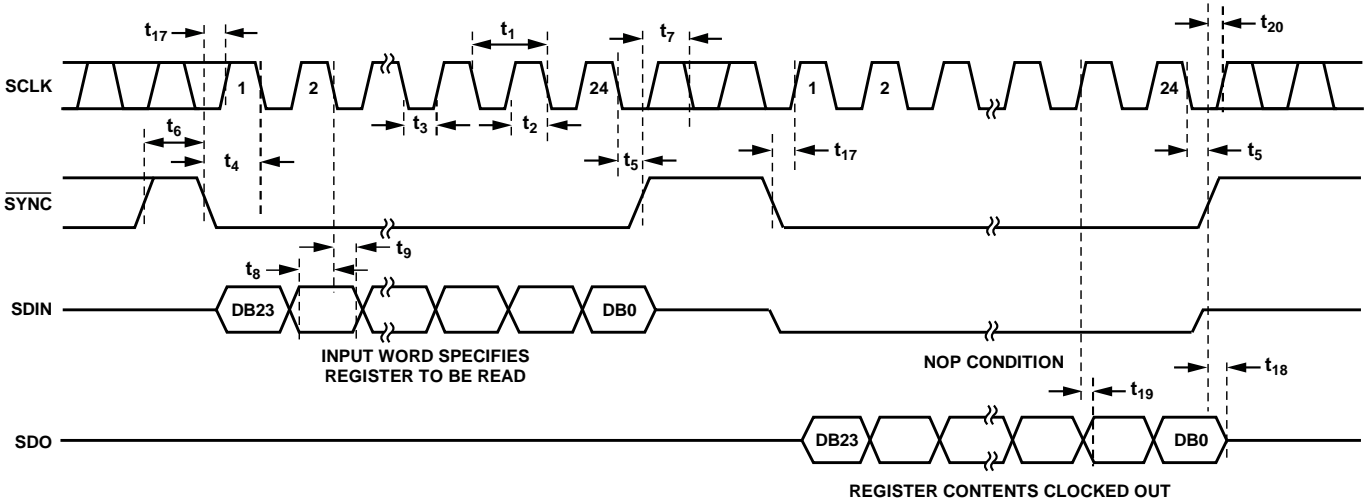 t17
t1
t7
t20
SCLK
1
2
24
1
2
24
t6
t4
t3
t2
t5
t17
t5
SYNC
t9
t8
SDIN
DB23
DB0
INPUT WORD SPECIFIES
REGISTER TO BE READ
NOP CONDITION
t18
t19
SDO
DB23
DB0
REGISTER CONTENTS CLOCKED OUT